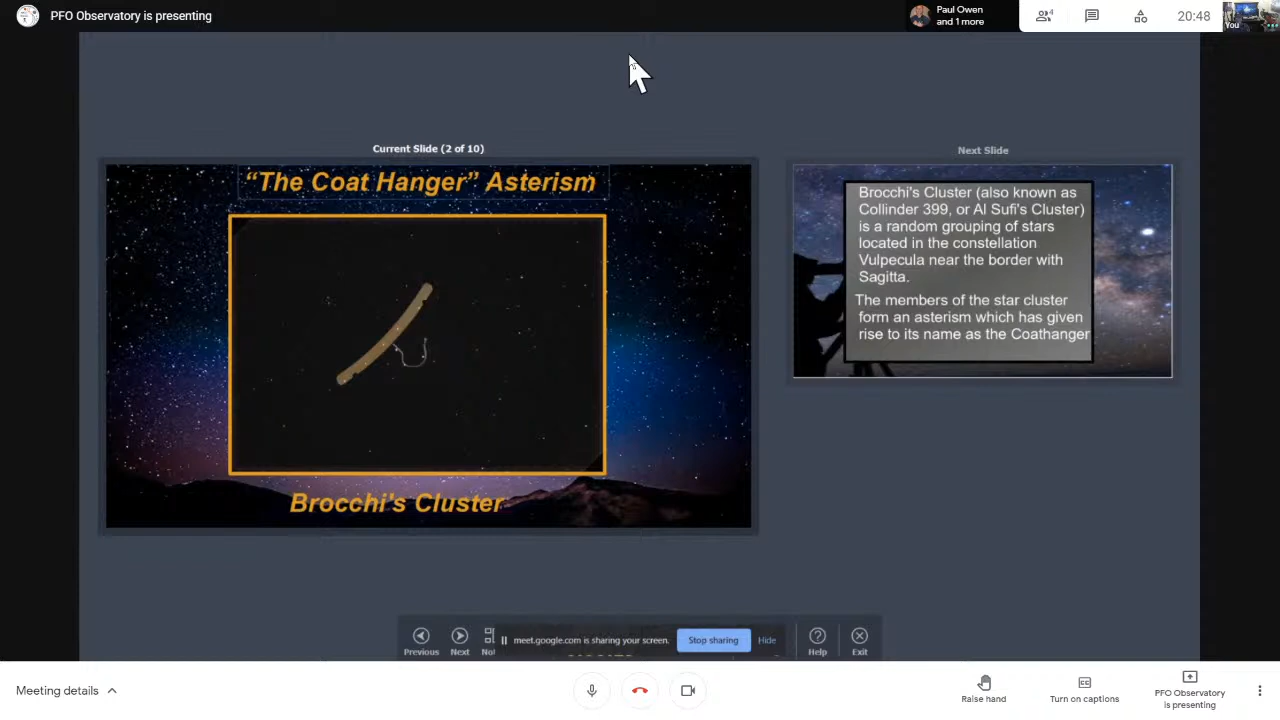 PFO Observatory is presenting
Paul Owen
and 1 more
4
20:48
You
Current Slide (2 of 10)
Next Slide
“The Coat Hanger” Asterism
Brocchi's Cluster
Brocchi's Cluster (also known as
Collinder 399, or Al Sufi's Cluster)
is a random grouping of stars
located in the constellation
Vulpecula near the border with
Sagitta.
The members of the star cluster
form an asterism which has given
rise to its name as the Coathanger
Previous
Next
meet.google.com is sharing your screen.
Stop sharing
Hide
Help
Exit
Meeting details
Raise hand
Turn on captions
PFO Observatory
is presenting